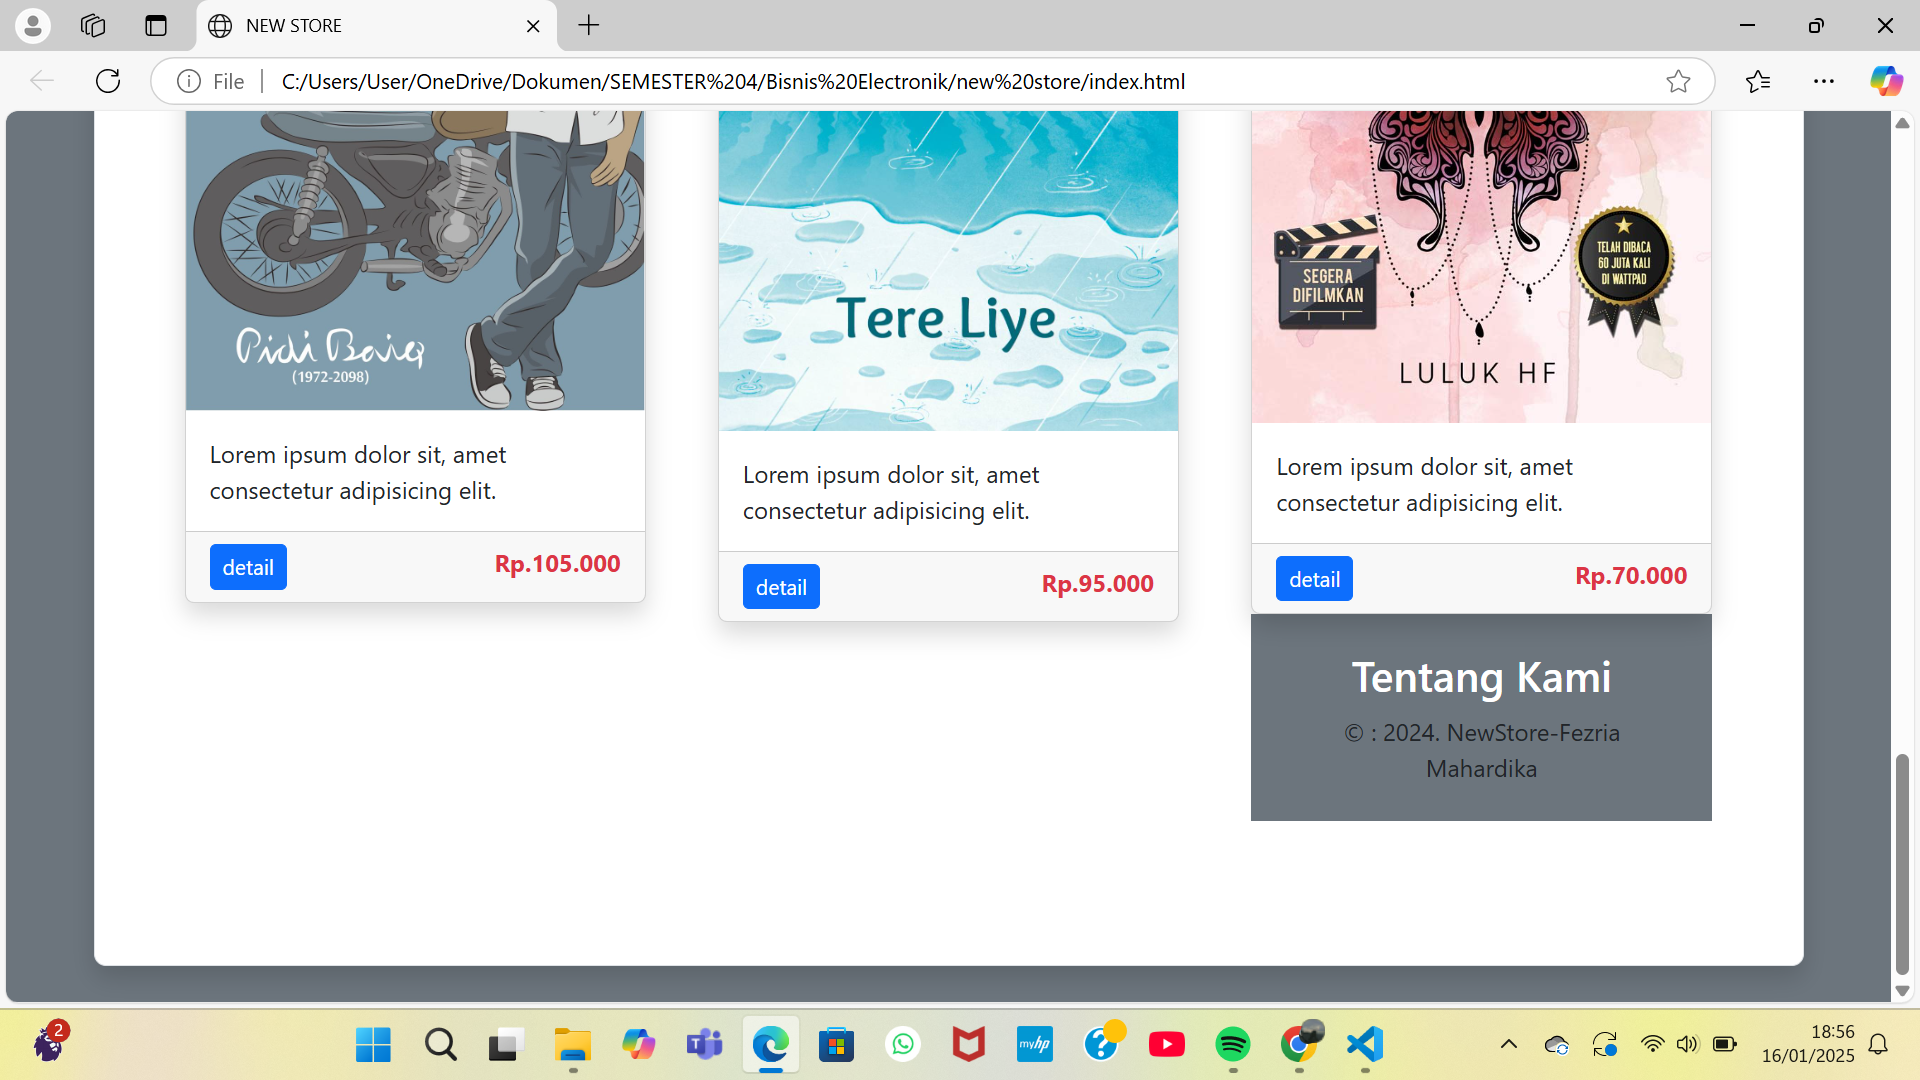 NEW STORE
File
C:/Users/User/OneDrive/Dokumen/SEMESTER%204/Bisnis%20Electronik/new%20store/index.html
Pidi Baiq
(1972-2098)
Lorem ipsum dolor sit, amet
consectetur adipisicing elit.
detail
Rp.105.000
Tere Liye
Lorem ipsum dolor sit, amet
consectetur adipisicing elit.
detail
Rp.95.000
SEGERA
DIFILMKAN
TELAH DIBACA
60 JUTA KALI
DI WATTPAD
LULUK HF
Lorem ipsum dolor sit, amet
consectetur adipisicing elit.
detail
Rp.70.000
Tentang Kami
© : 2024. NewStore-Fezria
Mahardika
2
T
myhp
?
18:56
16/01/2025